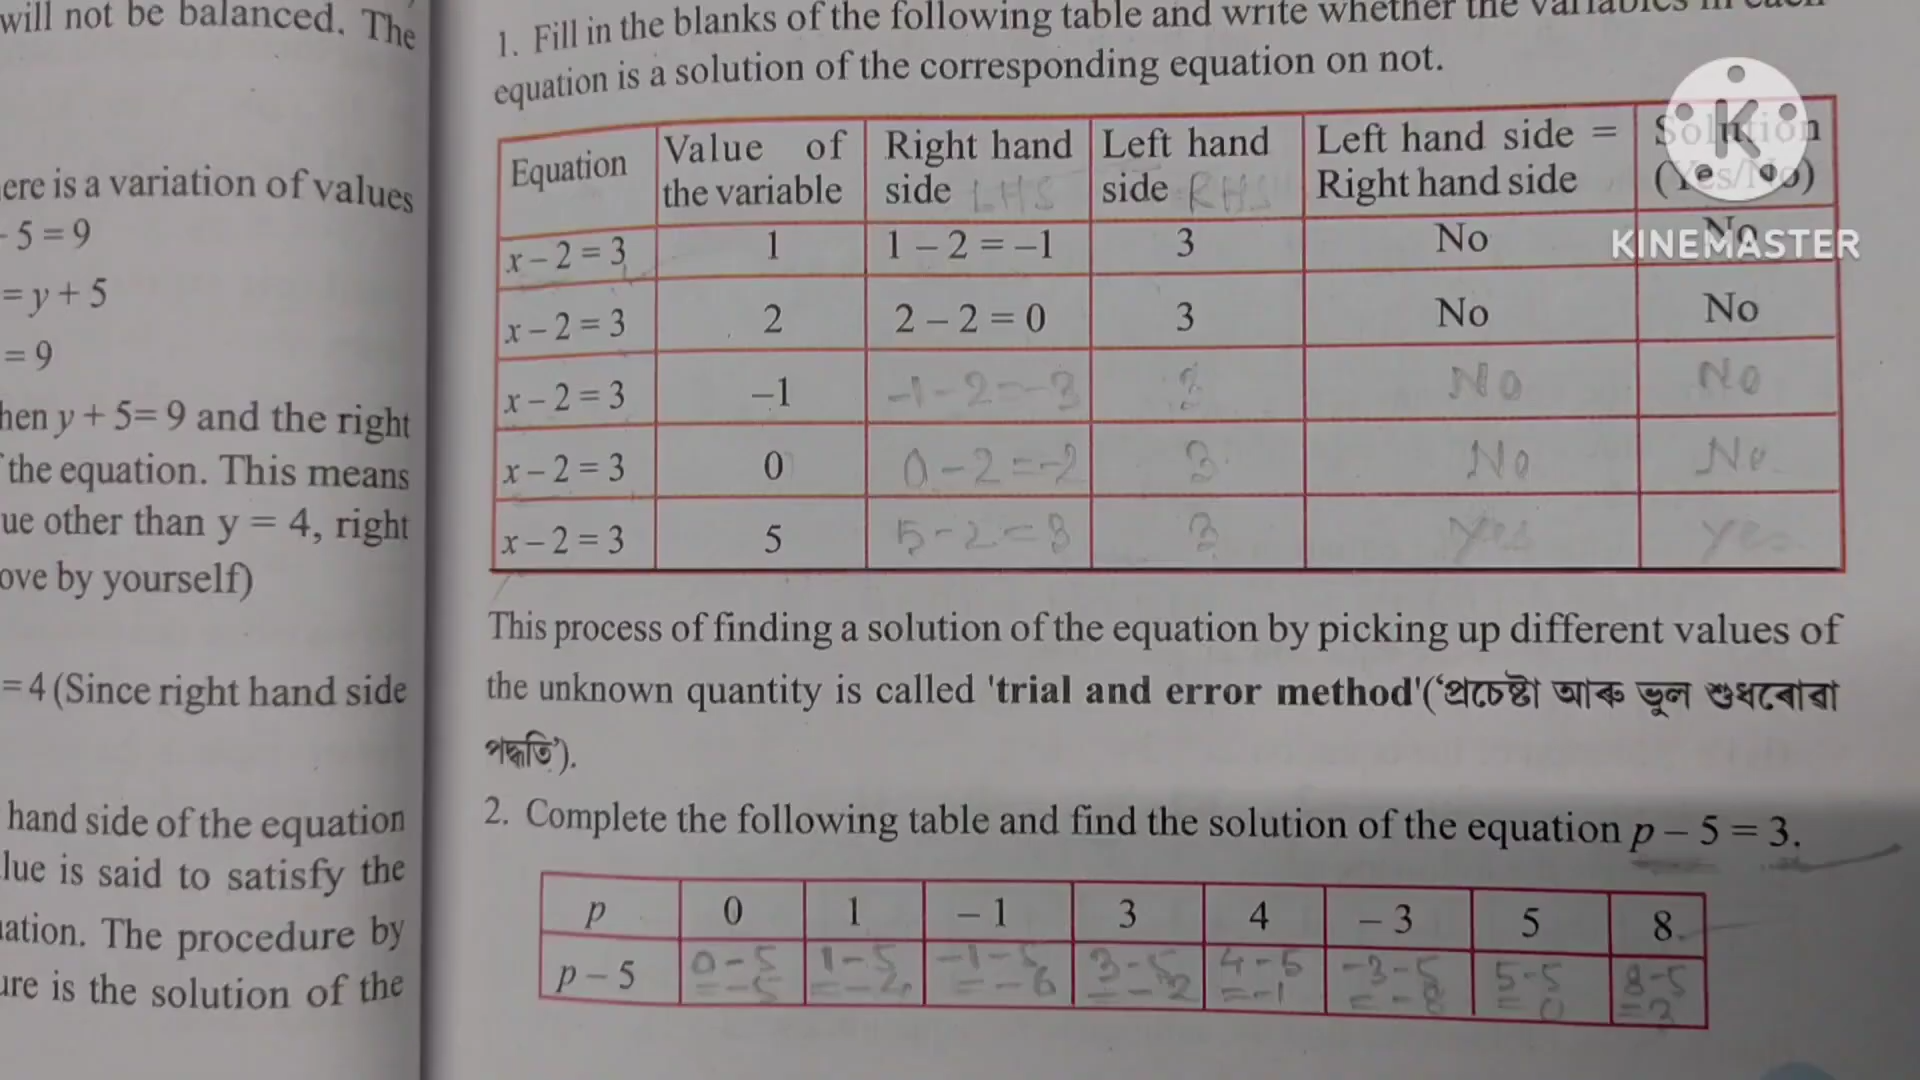 will not be balanced. The
ere is a variation of values
- 5 = 9
= y + 5
= 9
hen y + 5= 9 and the right
the equation. This means
ue other than y = 4, right
ove by yourself)
= 4 (Since right hand side
hand side of the equation
lue is said to satisfy the
ation. The procedure by
ure is the solution of the
1. Fill in the blanks of the following table and write whether the variables in each
equation is a solution of the corresponding equation on not.
Equation Value of the variable Right hand side LHS Left hand side RHS Left hand side = Right hand side Solution (Yes/No)
x – 2 = 3 1 1 – 2 = –1 3 No No
x – 2 = 3 2 2 – 2 = 0 3 No No
x – 2 = 3 –1 -1-2=-3 3 No No
x – 2 = 3 0 0-2=-2 3 No No
x – 2 = 3 5 5-2=3 3 Yes Yes
This process of finding a solution of the equation by picking up different values of
the unknown quantity is called 'trial and error method'('প্ৰচেষ্টা আৰু ভুল শুধৰোৱা
পদ্ধতি').
2. Complete the following table and find the solution of the equation p – 5 = 3.
p 0 1 – 1 3 4 – 3 5 8
p – 5 0-5 =-5 1-5 =-4 -1-5 =-6 3-5 =-2 4-5 =-1 -3-5 =-8 5-5 =0 8-5 =3
K
KINEMASTER